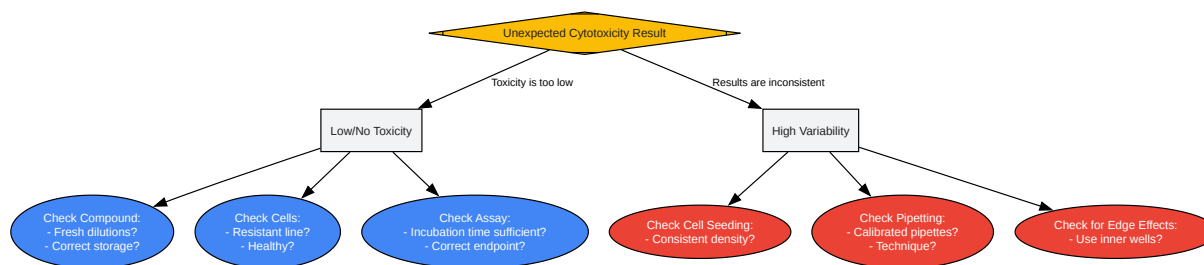 Unexpected Cytotoxicity Result
Toxicity is too low
Results are inconsistent
Low/No Toxicity
High Variability
Check Compound:
- Fresh dilutions?
- Correct storage?
Check Cells:
- Resistant line?
- Healthy?
Check Assay:
- Incubation time sufficient?
- Correct endpoint?
Check Cell Seeding:
- Consistent density?
Check Pipetting:
- Calibrated pipettes?
- Technique?
Check for Edge Effects:
- Use inner wells?